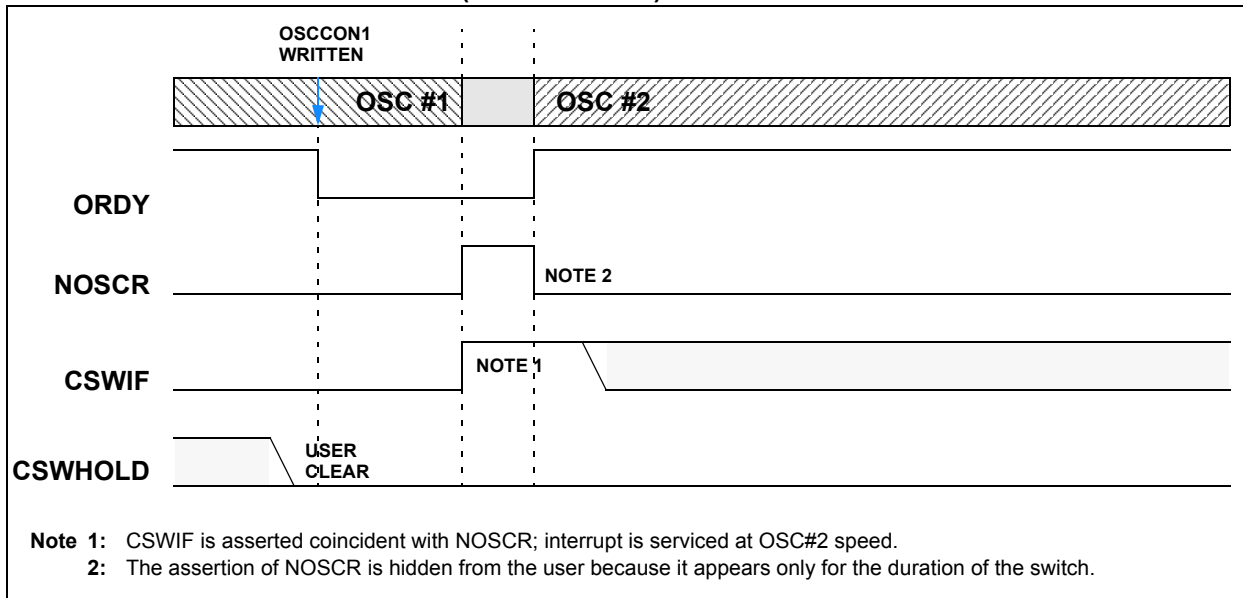 OSCCON1
WRITTEN
OSC #1
OSC #2
ORDY
NOSCR
NOTE 2
CSWIF
NOTE 1
CSWHOLD
USER
CLEAR
Note 1: CSWIF is asserted coincident with NOSCR; interrupt is serviced at OSC#2 speed.
2: The assertion of NOSCR is hidden from the user because it appears only for the duration of the switch.